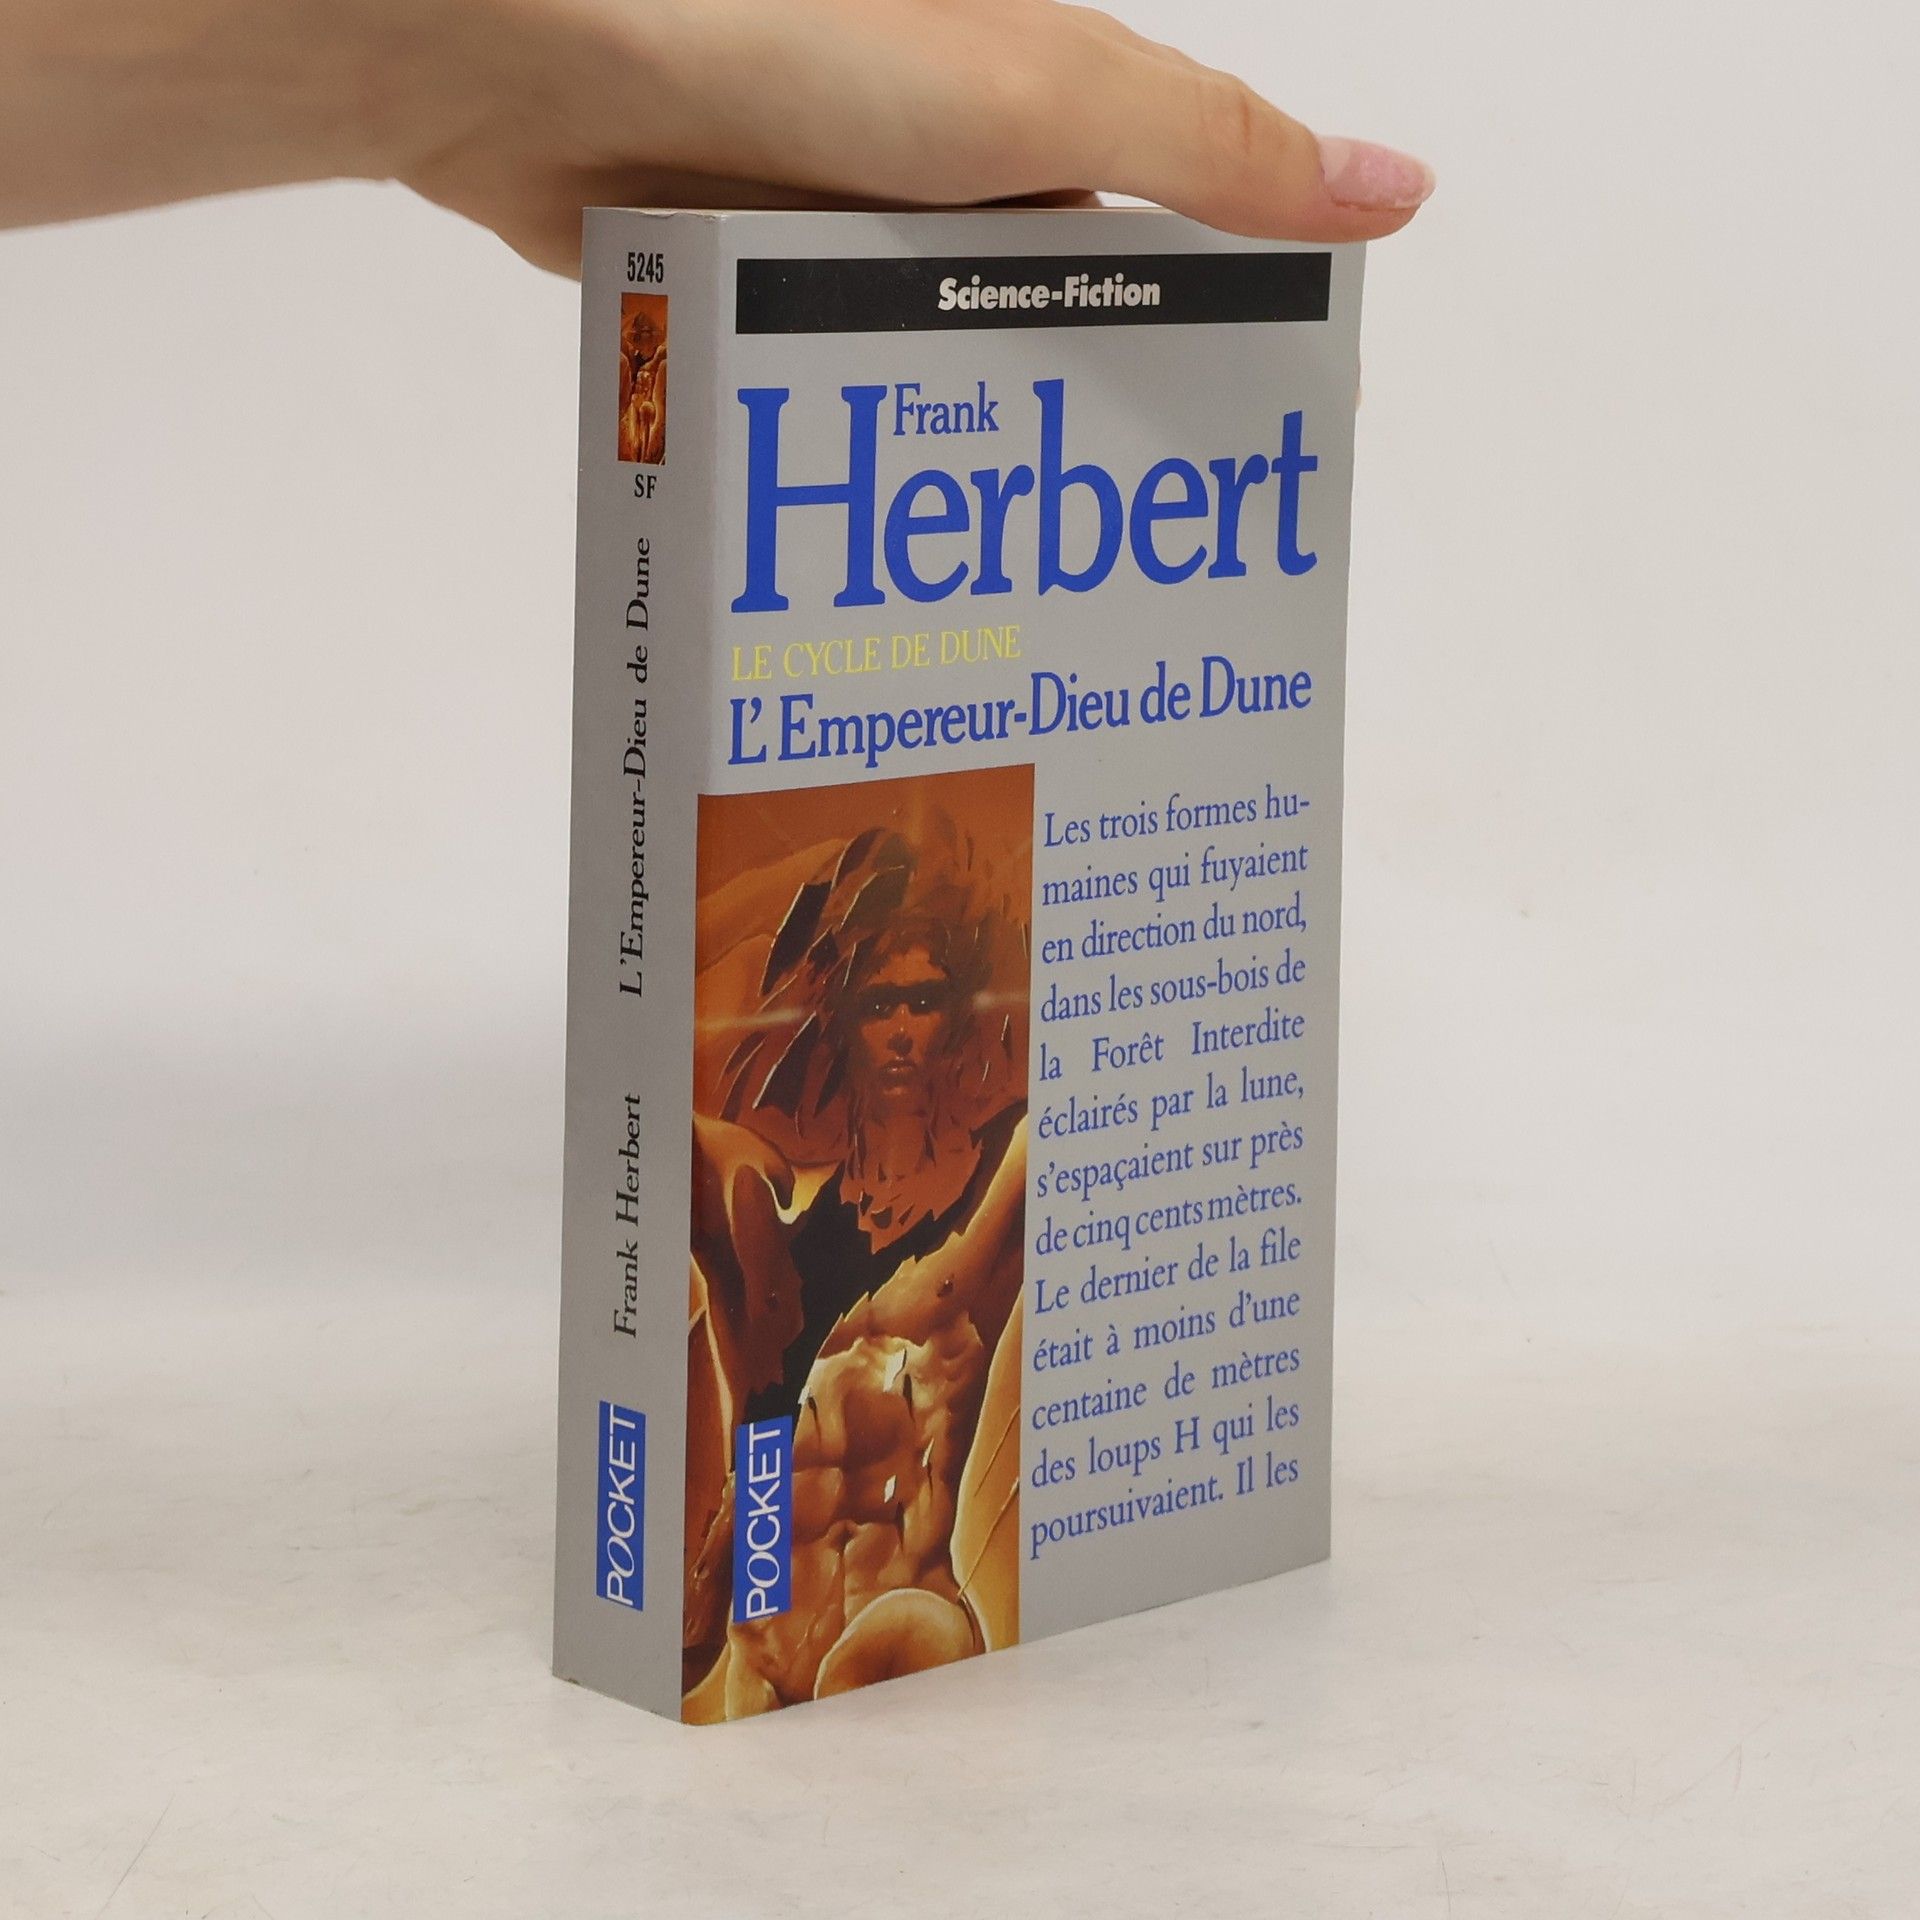 5245
SF
L'Empereur-Dieu de Dune
Frank Herbert
POCKET
Science-Fiction
Frank
Herbert
LE CYCLE DE DUNE
L'Empereur-Dieu de Dune
Les trois formes hu-
maines qui fuyaient
en direction du nord,
dans les sous-bois de
la Forêt Interdite
éclairés par la lune,
s'espaçaient sur près
de cinq cents mètres.
Le dernier de la file
était à moins d'une
centaine de mètres
des loups H qui les
poursuivaient. Il les
POCKET